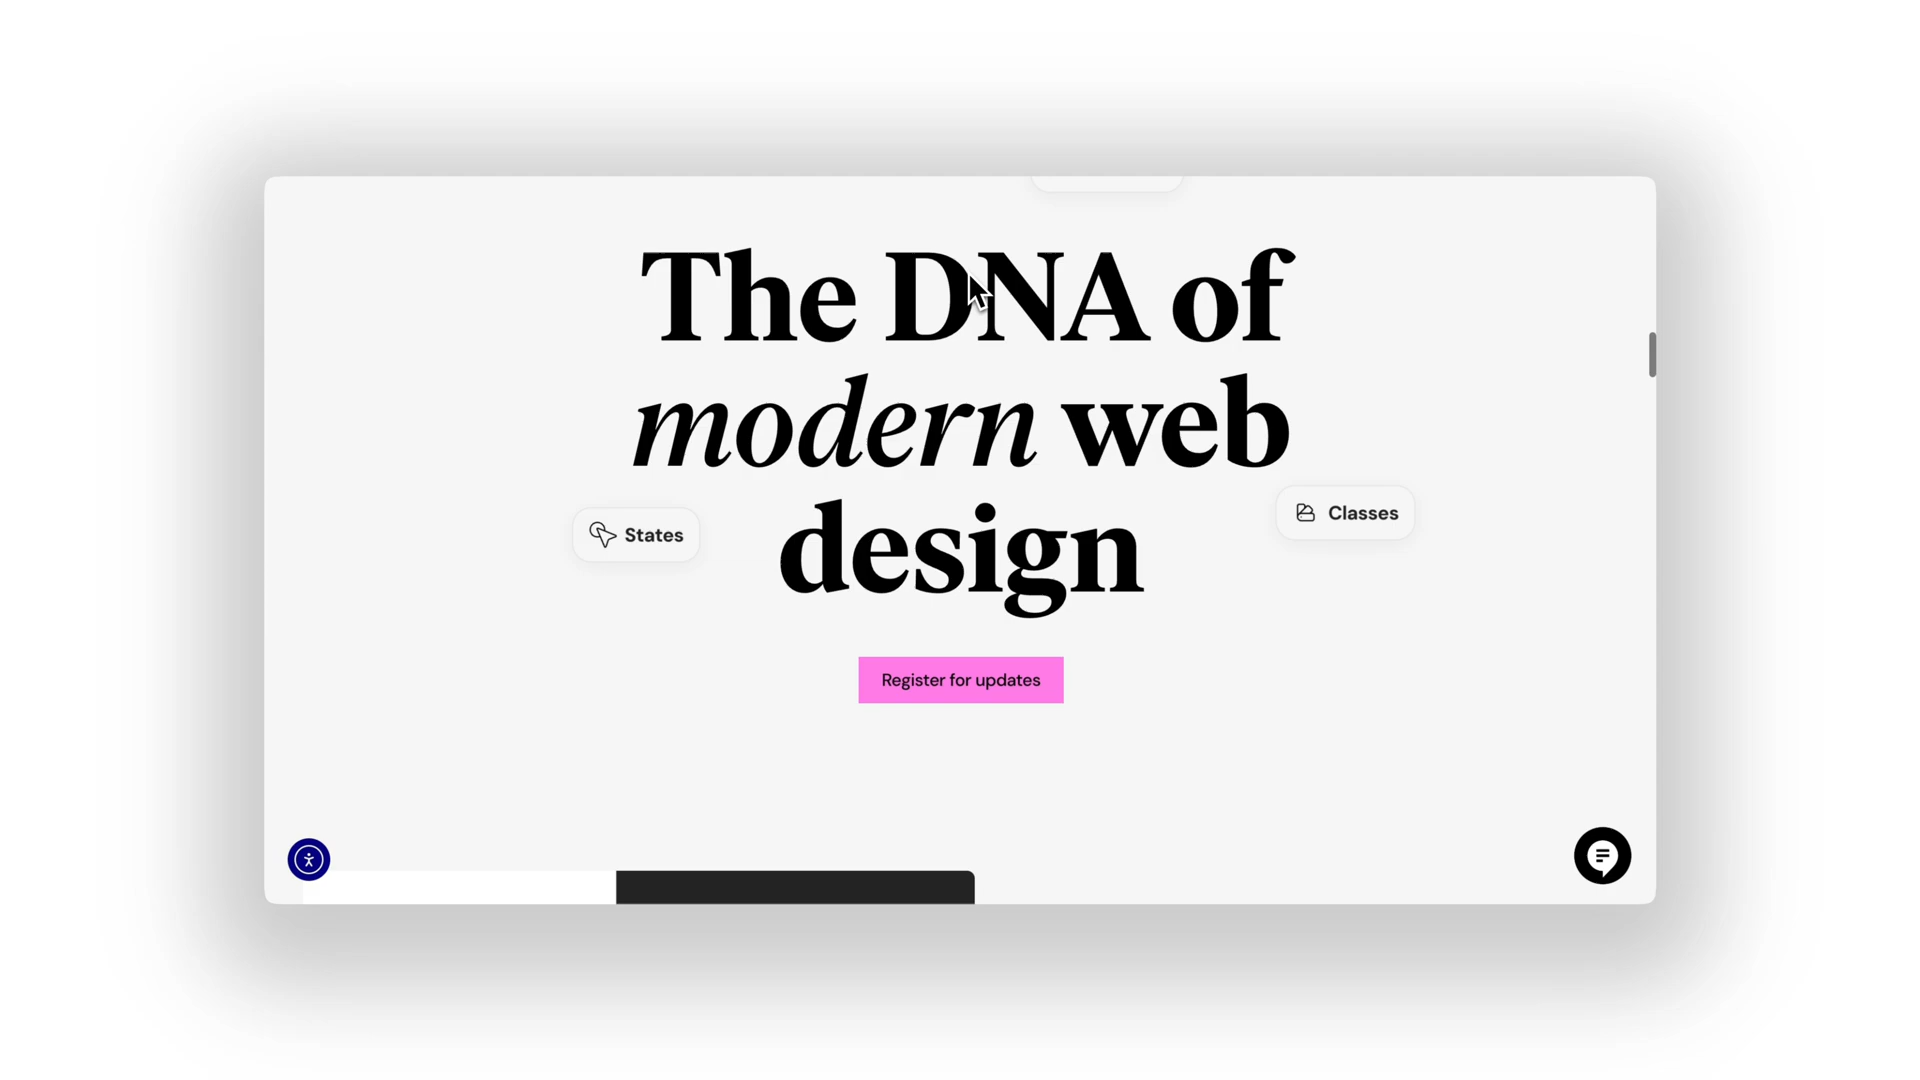 The DNA of
modern web
design
States
Classes
Register for updates